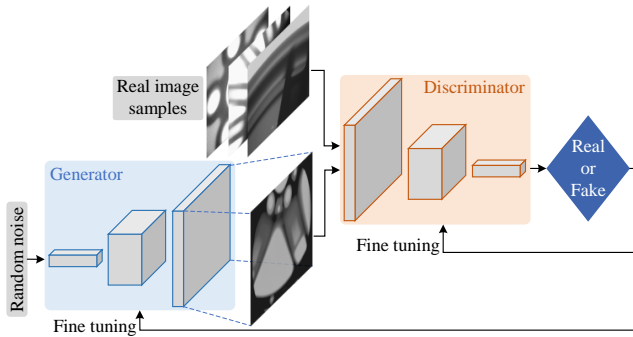 Real image
samples
Discriminator
Generator
Real
or
Fake
Random noise
Fine tuning
Fine tuning